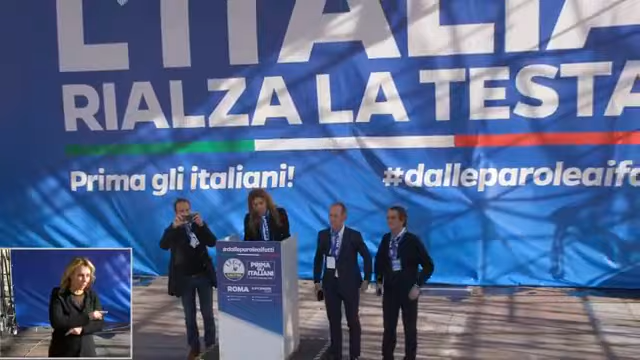 L'ITALIA
RIALZA LA TESTA
Prima gli italiani!
#dalleparoleaifa
#dalleparoleaifatti
PRIMA
GLI
ITALIANI
ROMA